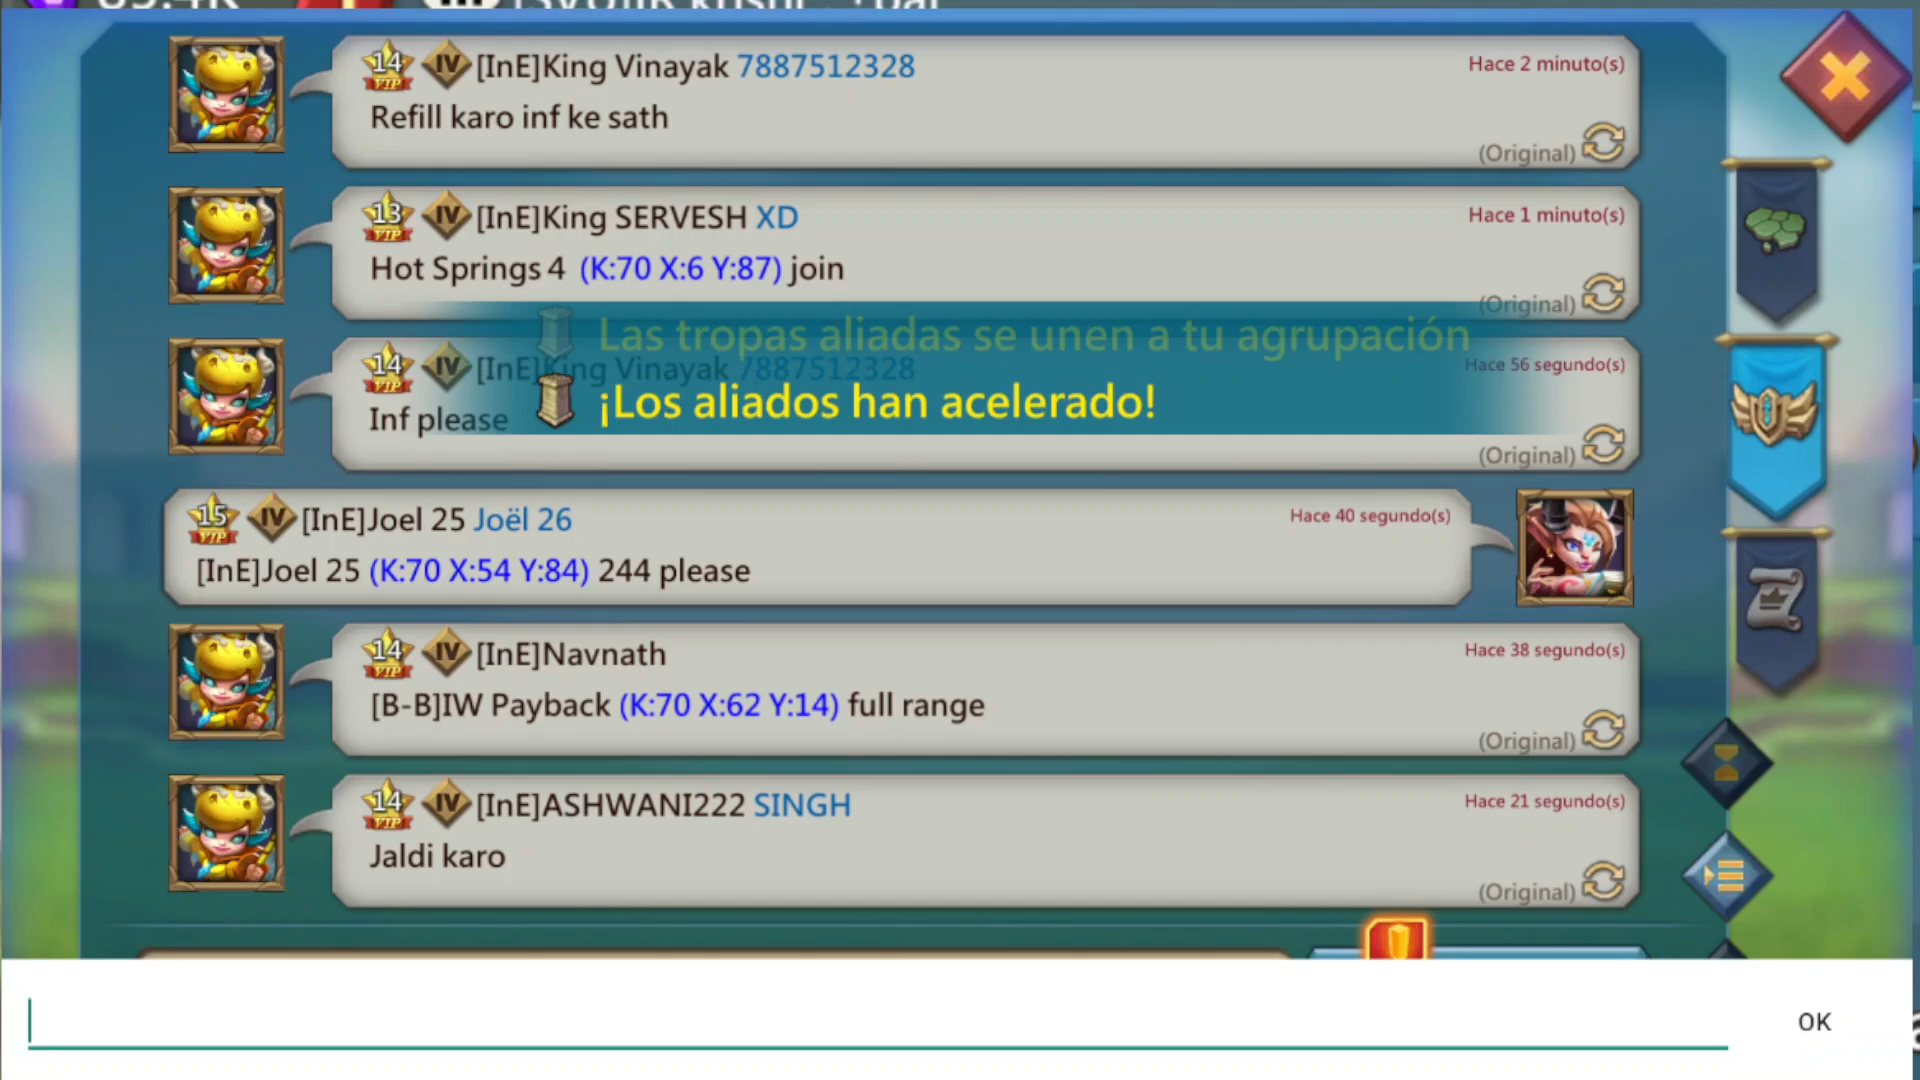 14 VIP IV [InE]King Vinayak 7887512328 Hace 2 minuto(s)
Refill karo inf ke sath
(Original)
13 VIP IV [InE]King SERVESH XD Hace 1 minuto(s)
Hot Springs 4 (K:70 X:6 Y:87) join
(Original)
Las tropas aliadas se unen a tu agrupación
14 VIP IV [InE]King Vinayak 7887512328 Hace 56 segundo(s)
¡Los aliados han acelerado!
Inf please
(Original)
15 VIP IV [InE]Joel 25 Joël 26 Hace 40 segundo(s)
[InE]Joel 25 (K:70 X:54 Y:84) 244 please
14 VIP IV [InE]Navnath Hace 38 segundo(s)
[B-B]IW Payback (K:70 X:62 Y:14) full range
(Original)
14 VIP IV [InE]ASHWANI222 SINGH Hace 21 segundo(s)
Jaldi karo
(Original)
OK